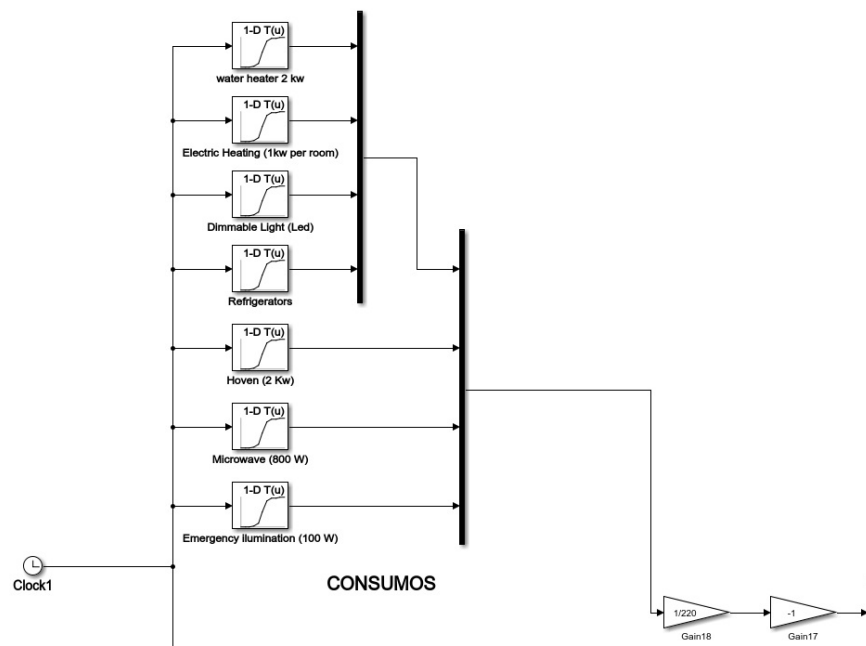 1-D T(u)
water heater 2 kw
1-D T(u)
Electric Heating (1kw per room)
1-D T(u)
Dimmable Light (Led)
1-D T(u)
Refrigerators
1-D T(u)
Hoven (2 Kw)
1-D T(u)
Microwave (800 W)
1-D T(u)
Emergency ilumination (100 W)
Clock1
CONSUMOS
1/220
Gain18
-1
Gain17